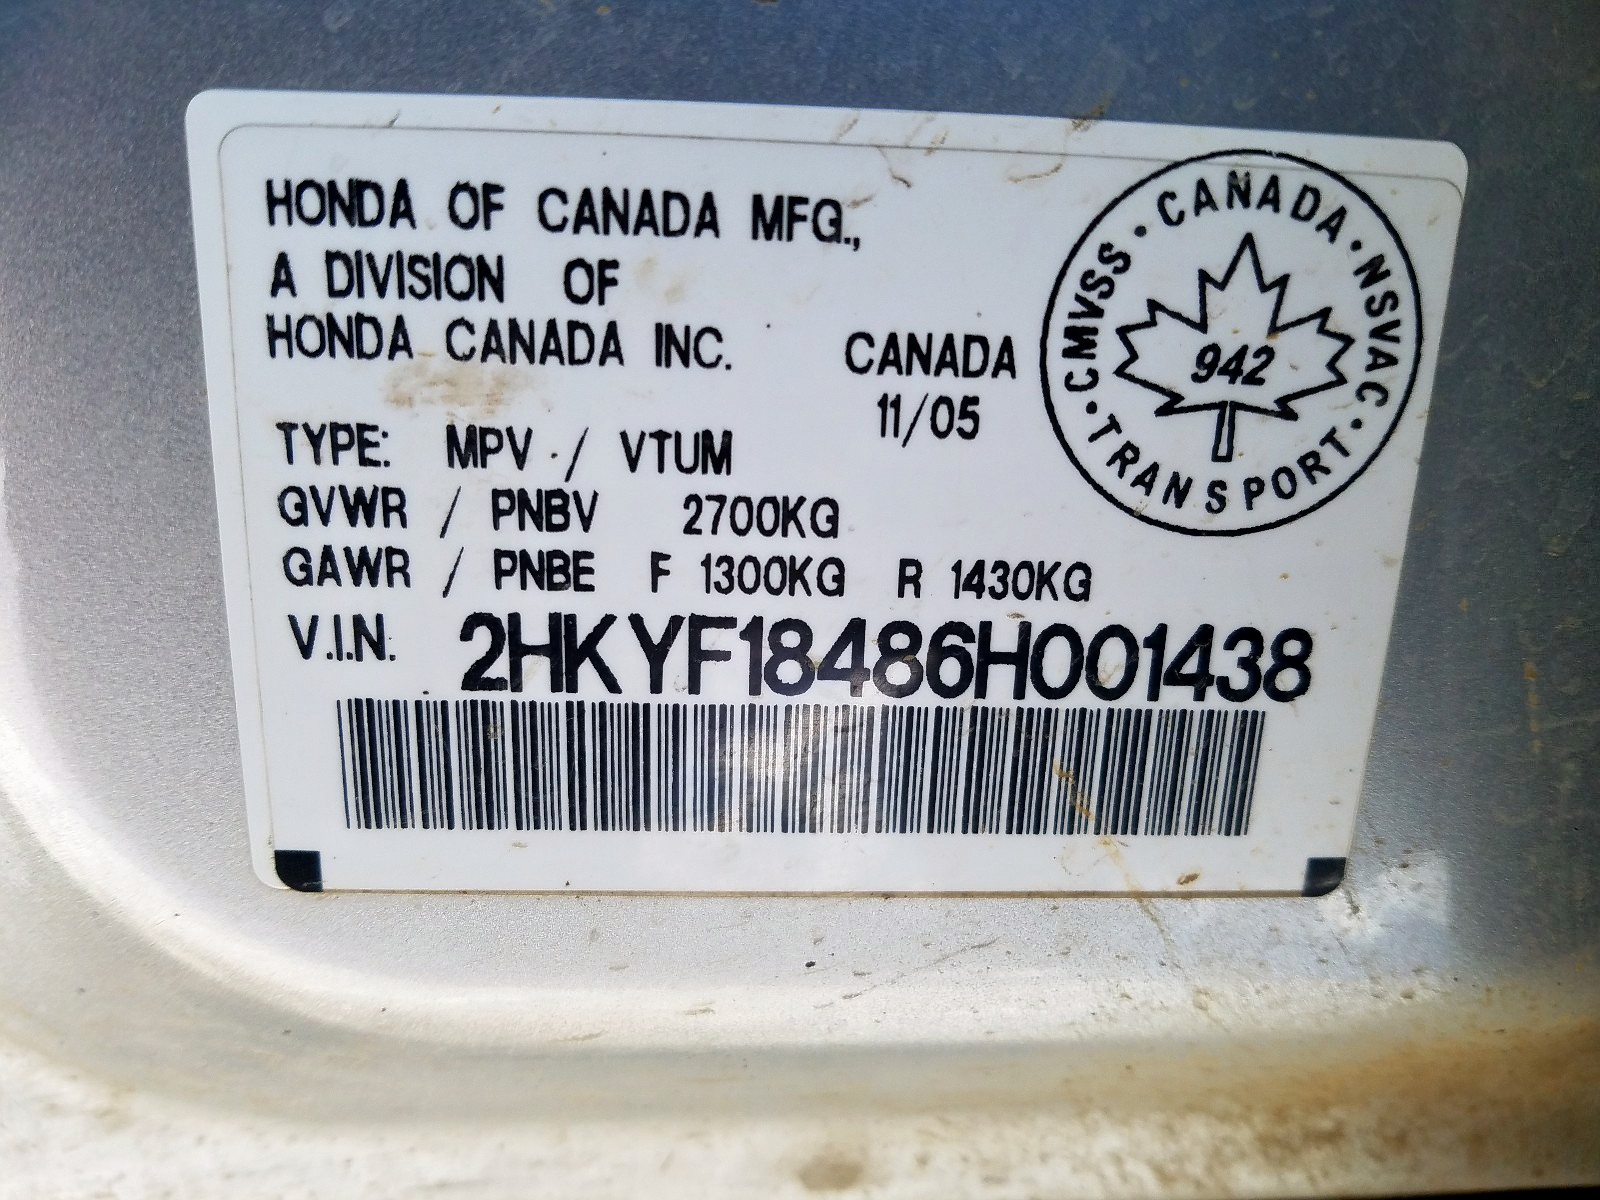 HONDA OF CANADA MFG.,
A DIVISION OF
HONDA CANADA INC.
CANADA
11/05
CMVSS · CANADA · NSVAC · TRANSPORT ·
942
TYPE: MPV / VTUM
GVWR / PNBV 2700KG
GAWR / PNBE F 1300KG R 1430KG
V.I.N. 2HKYF18486H001438